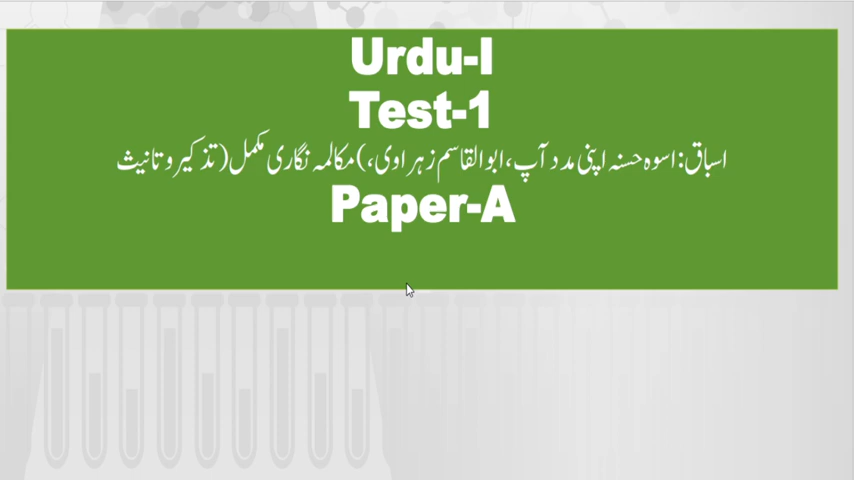 Urdu-I
Test-1
اسباق: اسوہ حسنہ اپنی مدد آپ، ابوالقاسم زہراوی،)مکالمہ نگاری مکمل(تذکیر و تانیث
Paper-A